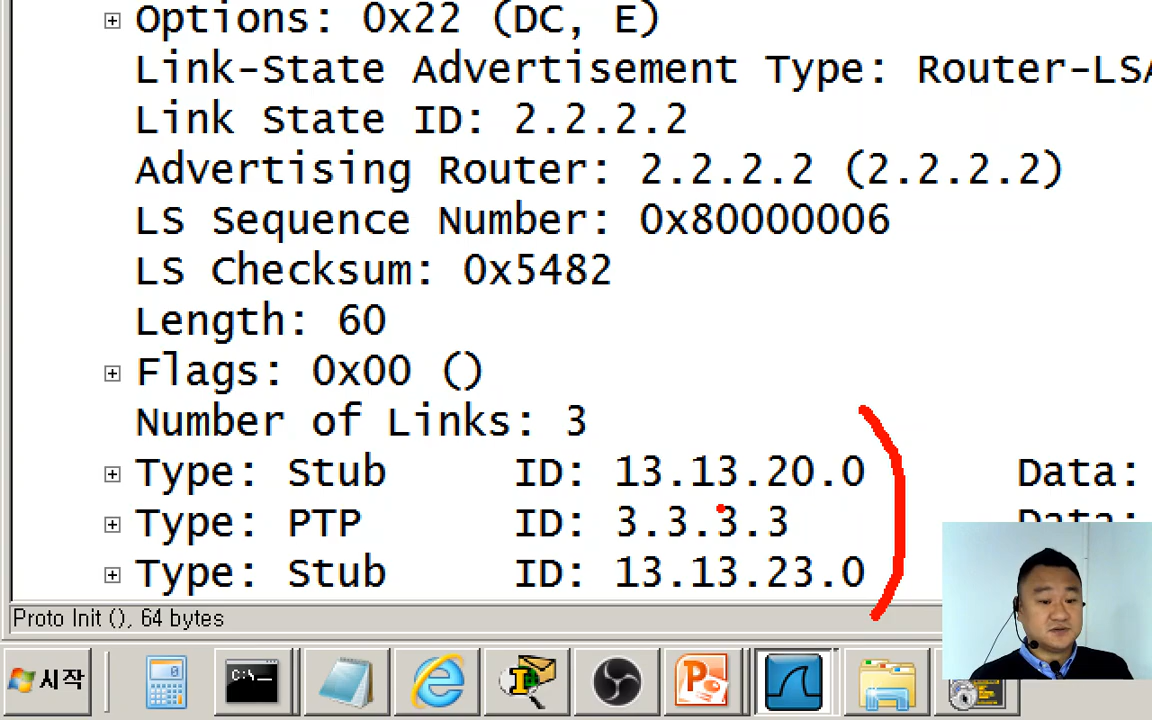 Options: 0x22 (DC, E)
Link-State Advertisement Type: Router-LSA
Link State ID: 2.2.2.2
Advertising Router: 2.2.2.2 (2.2.2.2)
LS Sequence Number: 0x80000006
LS Checksum: 0x5482
Length: 60
Flags: 0x00 ()
Number of Links: 3
Type: Stub ID: 13.13.20.0 Data:
Type: PTP ID: 3.3.3.3 Data:
Type: Stub ID: 13.13.23.0
Proto Init (), 64 bytes
시작
C:\_